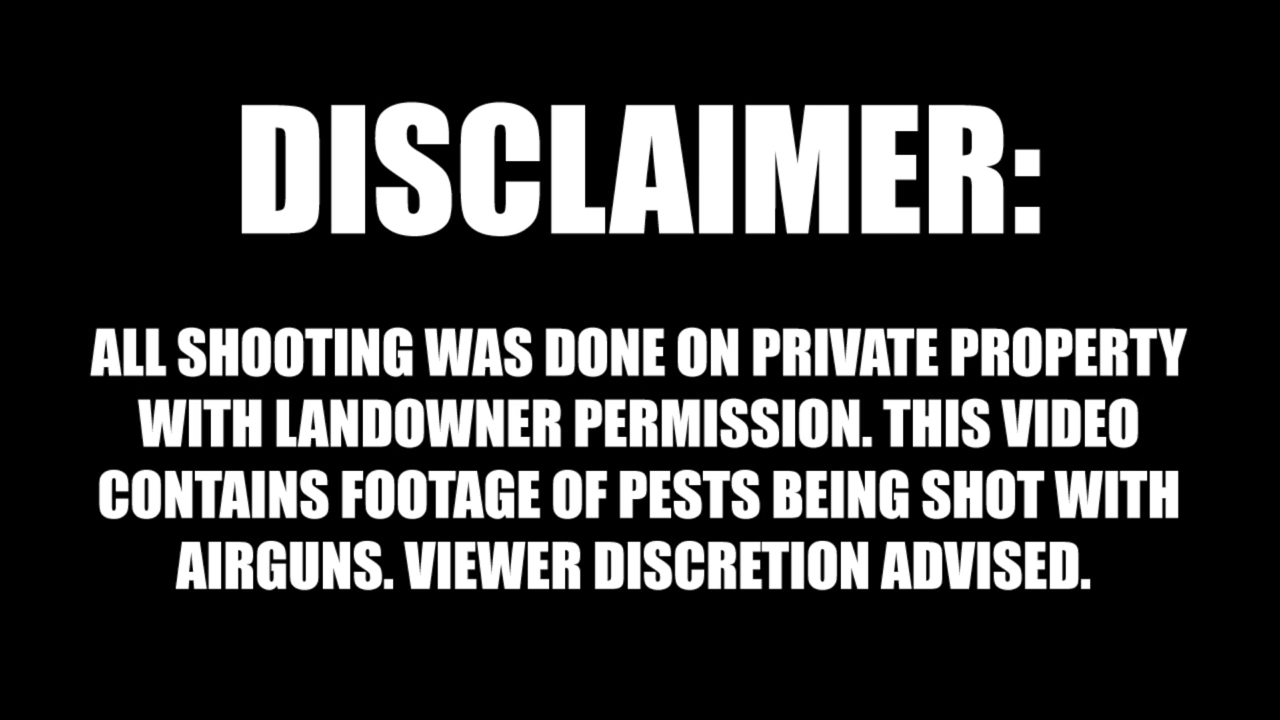 DISCLAIMER:
ALL SHOOTING WAS DONE ON PRIVATE PROPERTY
WITH LANDOWNER PERMISSION. THIS VIDEO
CONTAINS FOOTAGE OF PESTS BEING SHOT WITH
AIRGUNS. VIEWER DISCRETION ADVISED.